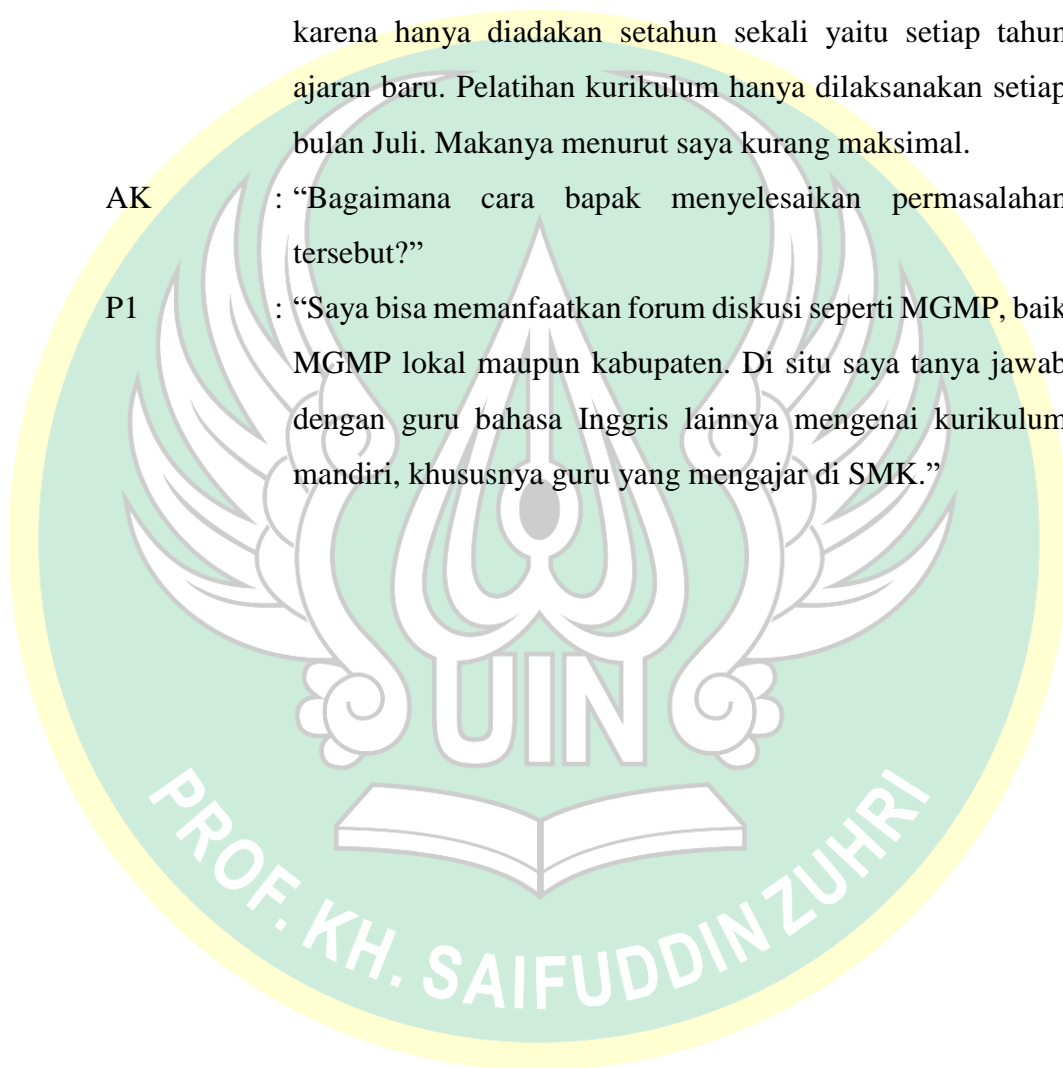 karena hanya diadakan setahun sekali yaitu setiap tahun
ajaran baru. Pelatihan kurikulum hanya dilaksanakan setiap
bulan Juli. Makanya menurut saya kurang maksimal.
AK : “Bagaimana cara bapak menyelesaikan permasalahan
tersebut?”
P1 : “Saya bisa memanfaatkan forum diskusi seperti MGMP, baik
MGMP lokal maupun kabupaten. Di situ saya tanya jawab
dengan guru bahasa Inggris lainnya mengenai kurikulum
mandiri, khususnya guru yang mengajar di SMK.”
UIN
PROF. KH. SAIFUDDIN ZUHRI